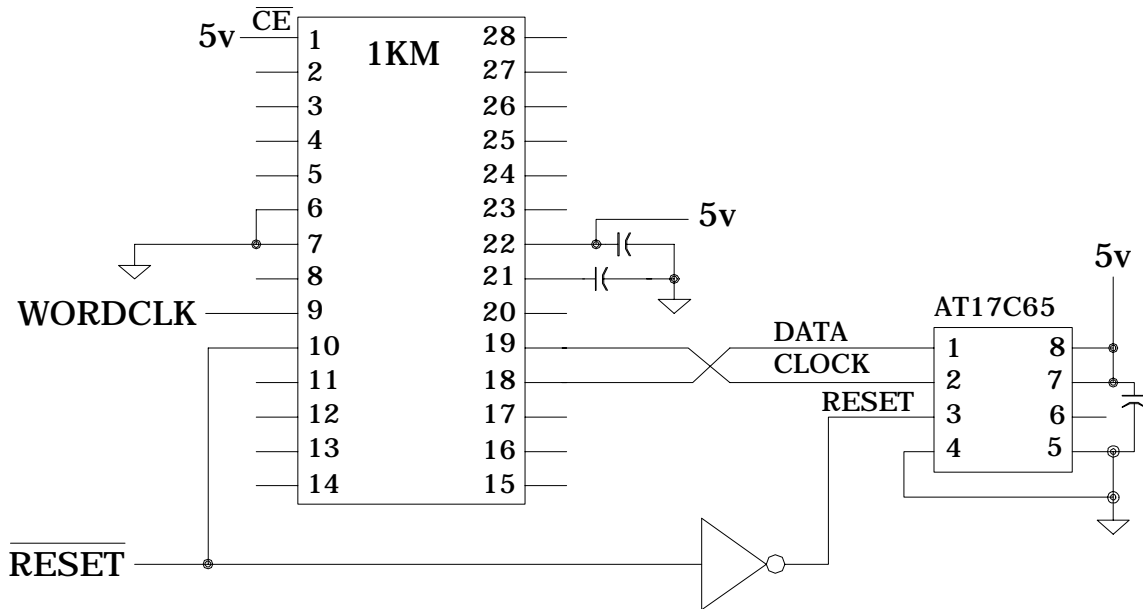 CE
5v
1KM
1 28
2 27
3 26
4 25
5 24
6 23
7 22
8 21
9 20
10 19
11 18
12 17
13 16
14 15
5v
WORDCLK
5v
AT17C65
DATA
CLOCK
RESET
1 8
2 7
3 6
4 5
RESET